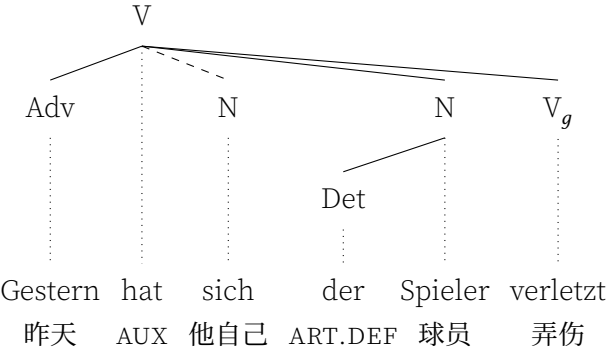 V
Adv N N V_g
Det
Gestern hat sich der Spieler verletzt
昨天 AUX 他自己 ART.DEF 球员 弄伤